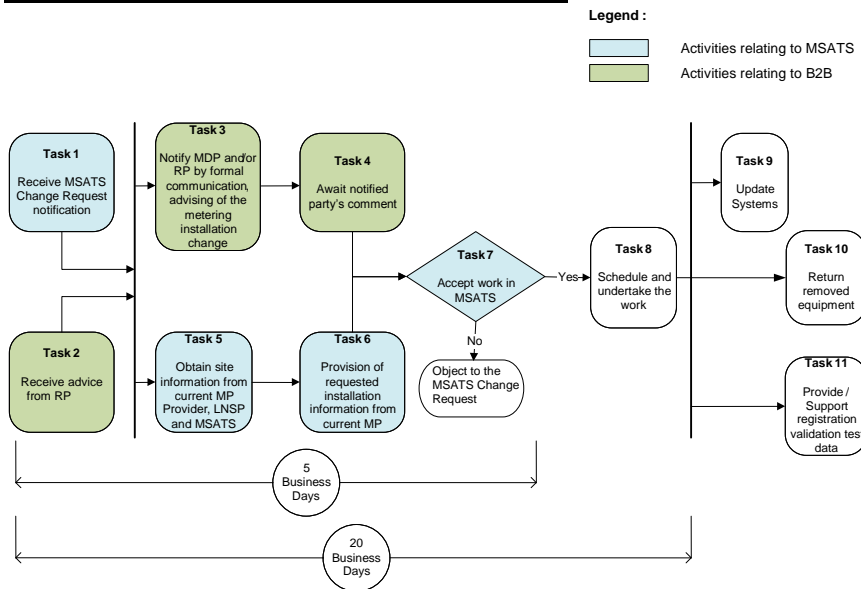 Legend :
Activities relating to MSATS
Activities relating to B2B
Task 1
Receive MSATS
Change Request
notification
Task 2
Receive advice
from RP
Task 3
Notify MDP and/or
RP by formal
communication,
advising of the
metering
installation
change
Task 4
Await notified
party's comment
Task 5
Obtain site
information from
current MP
Provider, LNSP
and MSATS
Task 6
Provision of
requested
installation
information from
current MP
Task 7
Accept work in
MSATS
Yes
No
Object to the
MSATS Change
Request
Task 8
Schedule and
undertake the
work
Task 9
Update
Systems
Task 10
Return
removed
equipment
Task 11
Provide /
Support
registration
validation test
data
5
Business
Days
20
Business
Days